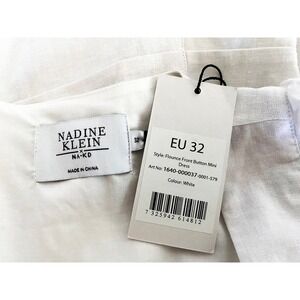 NADINE
KLEIN
x
NA-KD
MADE IN CHINA
EU 32
Style: Flounce Front Button Mini
Dress
Art No: 1640-000037-0001-579
Colour: White
7 325942 614812